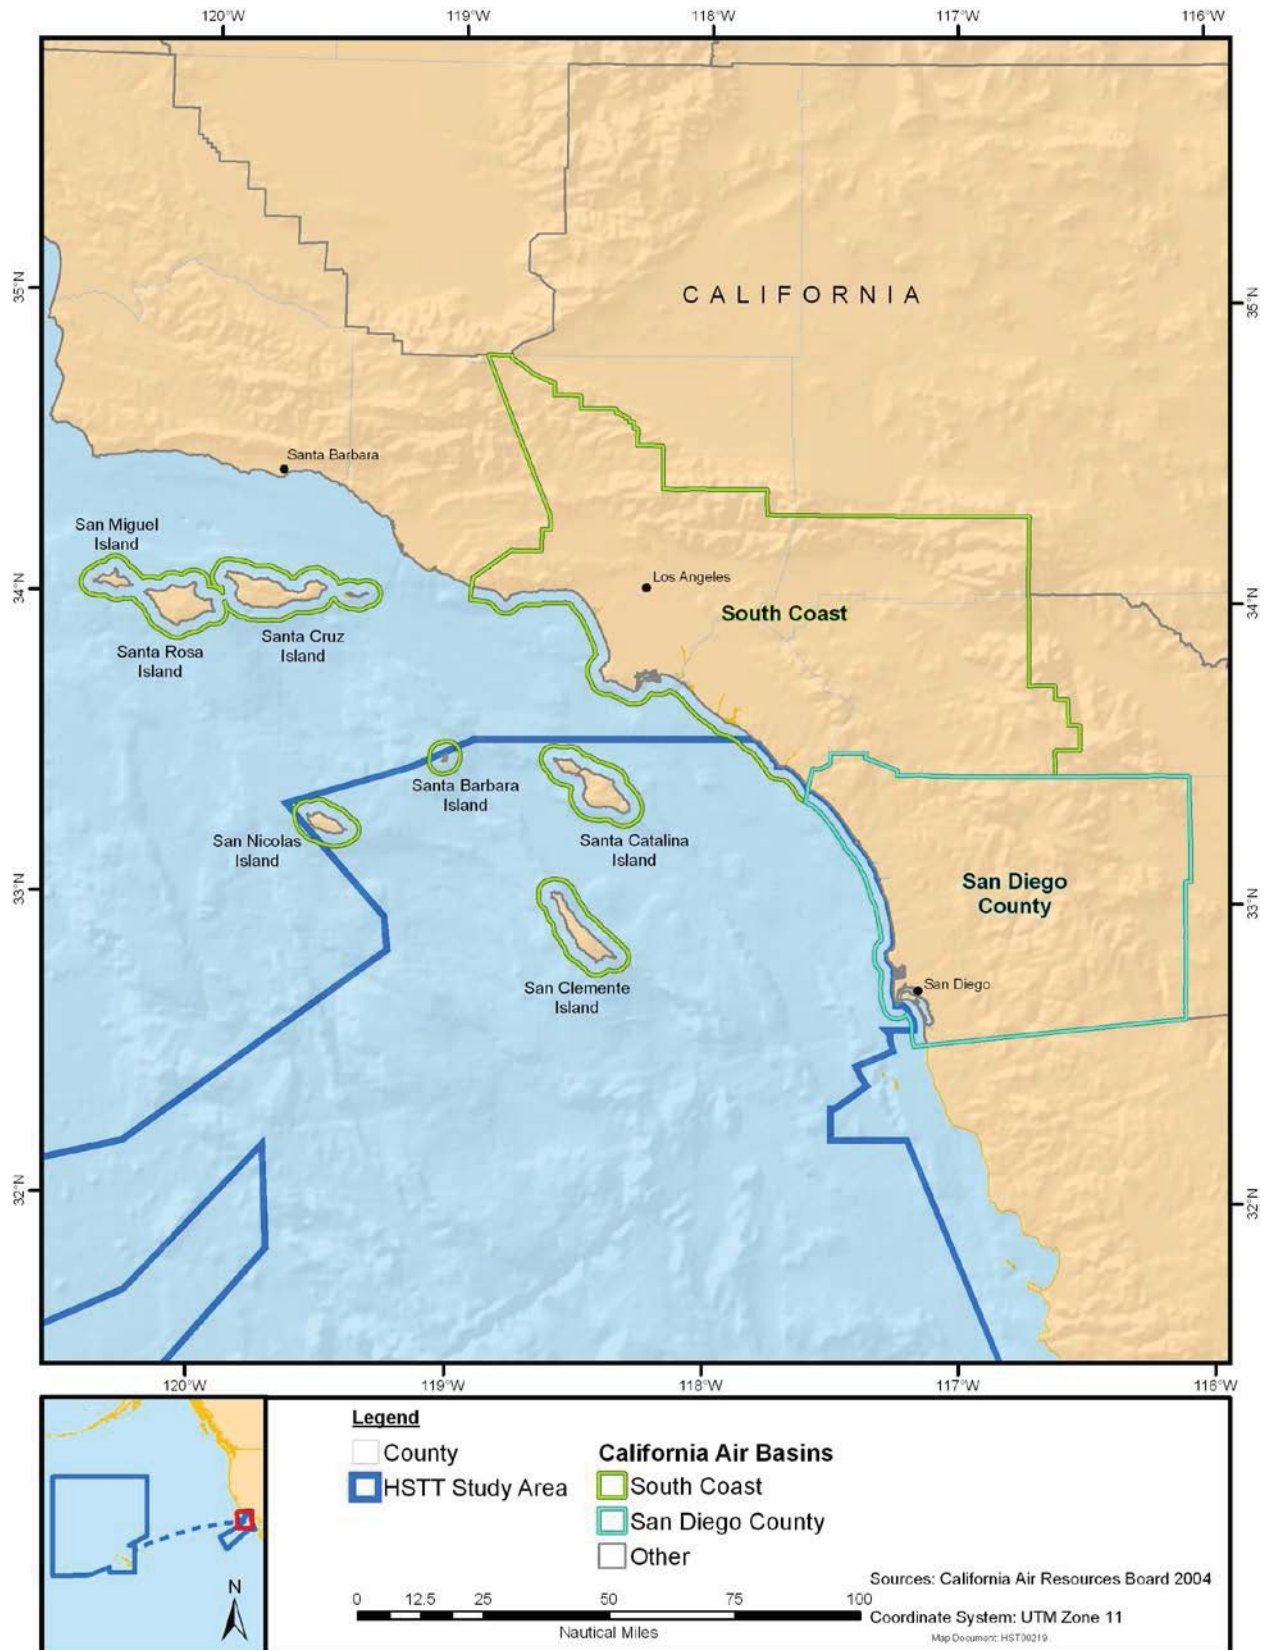 120°W 119°W 118°W 117°W 116°W
35°N
35°N
CALIFORNIA
Santa Barbara
San Miguel
Island
34°N
34°N
Los Angeles
South Coast
Santa Rosa
Island
Santa Cruz
Island
Santa Barbara
Island
San Nicolas
Island
Santa Catalina
Island
33°N
33°N
San Diego
County
San Clemente
Island
San Diego
32°N
32°N
120°W 119°W 118°W 117°W 116°W
Legend
County
HSTT Study Area
California Air Basins
South Coast
San Diego County
Other
N
0 12.5 25 50 75 100
Nautical Miles
Sources: California Air Resources Board 2004
Coordinate System: UTM Zone 11
Map Document: HST00219